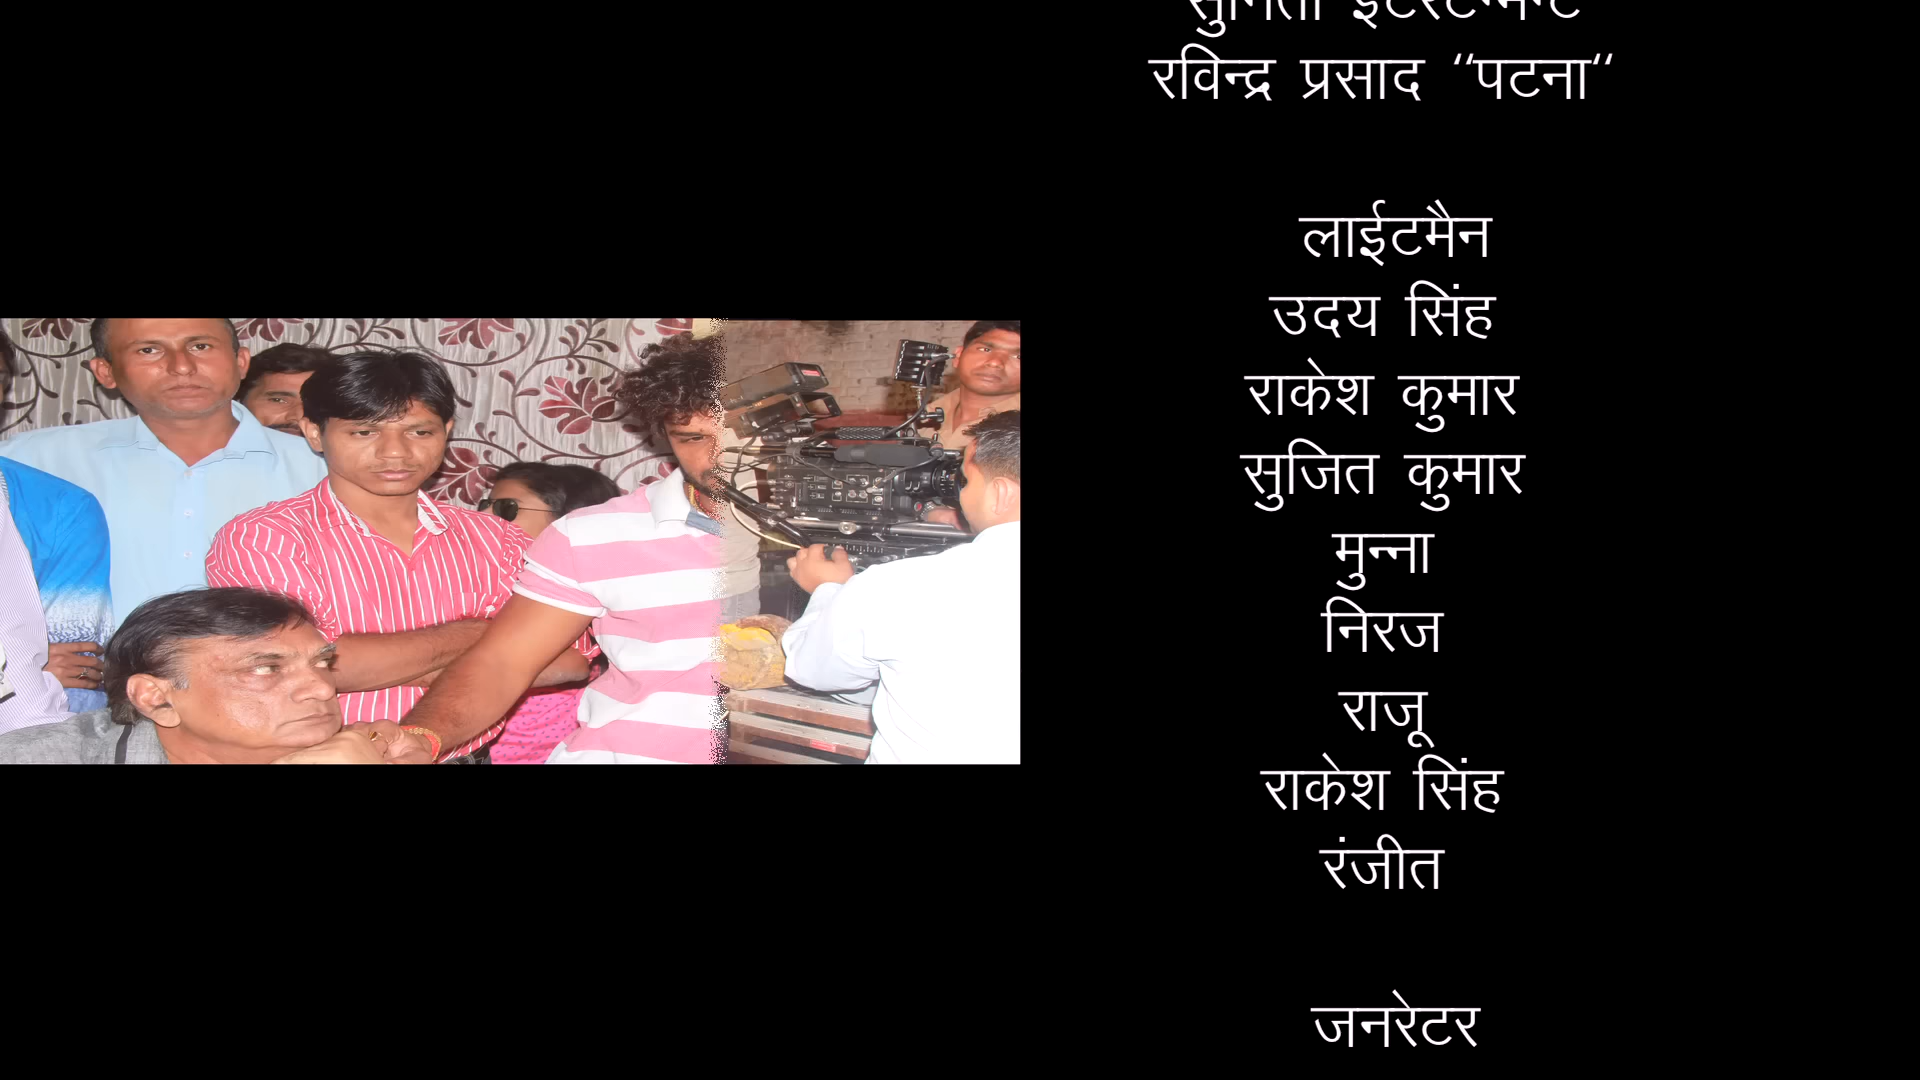 रविन्द्र प्रसाद “पटना“
लाईटमैन
उदय सिंह
राकेश कुमार
सुजित कुमार
मुन्ना
निरज
राजू
राकेश सिंह
रंजीत
जनरेटर